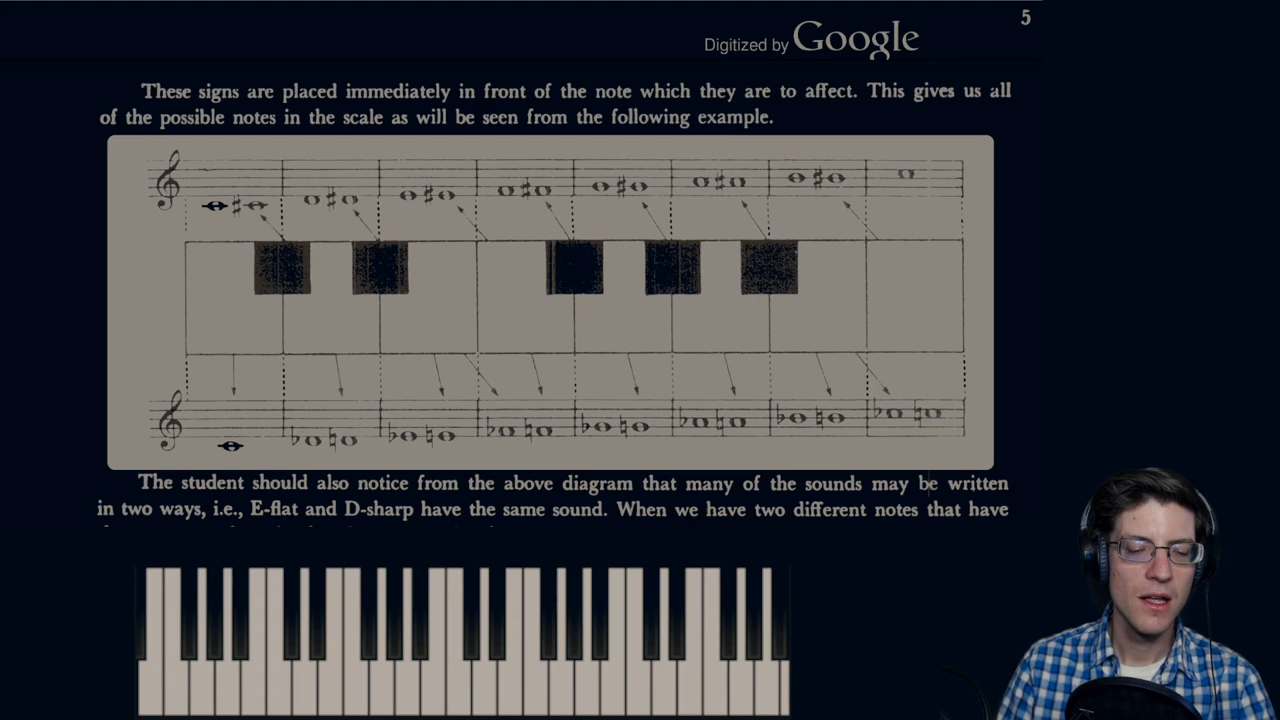 5
Digitized by Google
These signs are placed immediately in front of the note which they are to affect. This gives us all
of the possible notes in the scale as will be seen from the following example.
The student should also notice from the above diagram that many of the sounds may be written
in two ways, i.e., E-flat and D-sharp have the same sound. When we have two different notes that have